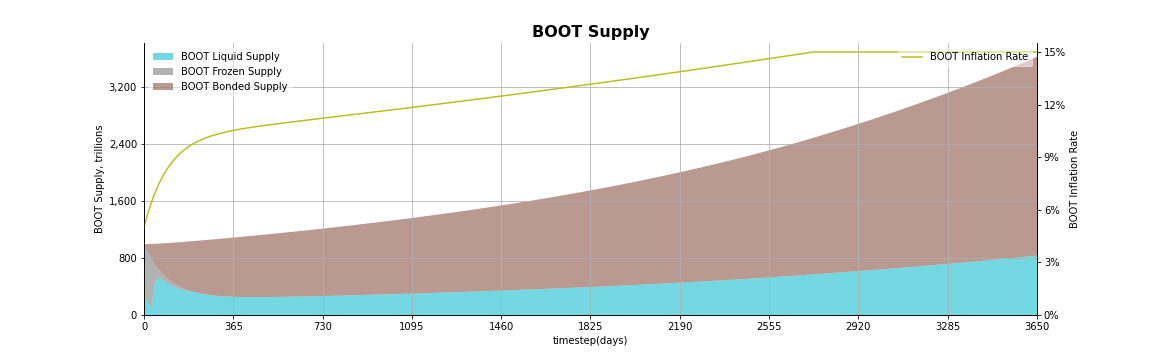 BOOT Supply
BOOT Liquid Supply
BOOT Frozen Supply
BOOT Bonded Supply
BOOT Inflation Rate
BOOT Supply, trillions
3,200
2,400
1,600
800
0
15%
12%
9%
6%
3%
0%
BOOT Inflation Rate
0 365 730 1095 1460 1825 2190 2555 2920 3285 3650
timestep(days)